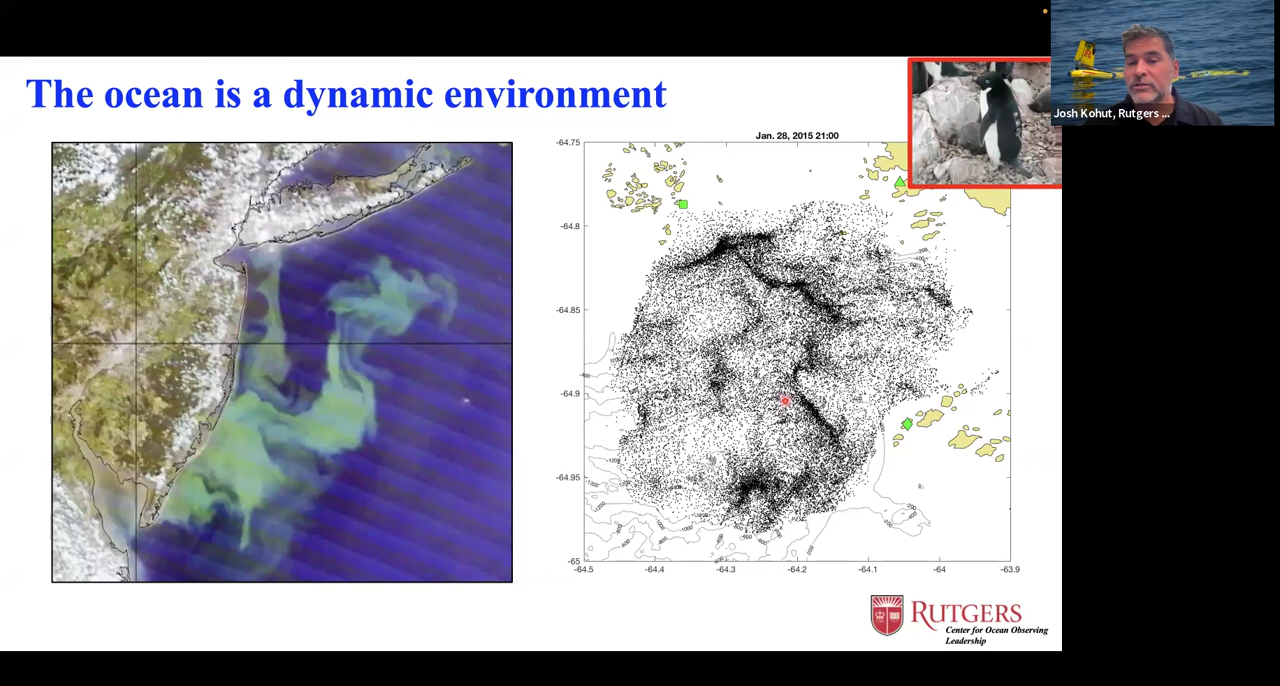 The ocean is a dynamic environment
Josh Kohut, Rutgers ...
Jan. 28, 2015 21:00
-64.75
-64.8
-64.85
-64.9
-64.95
-65
-64.5
-64.4
-64.3
-64.2
-64.1
-64
-63.9
RUTGERS
Center for Ocean Observing
Leadership